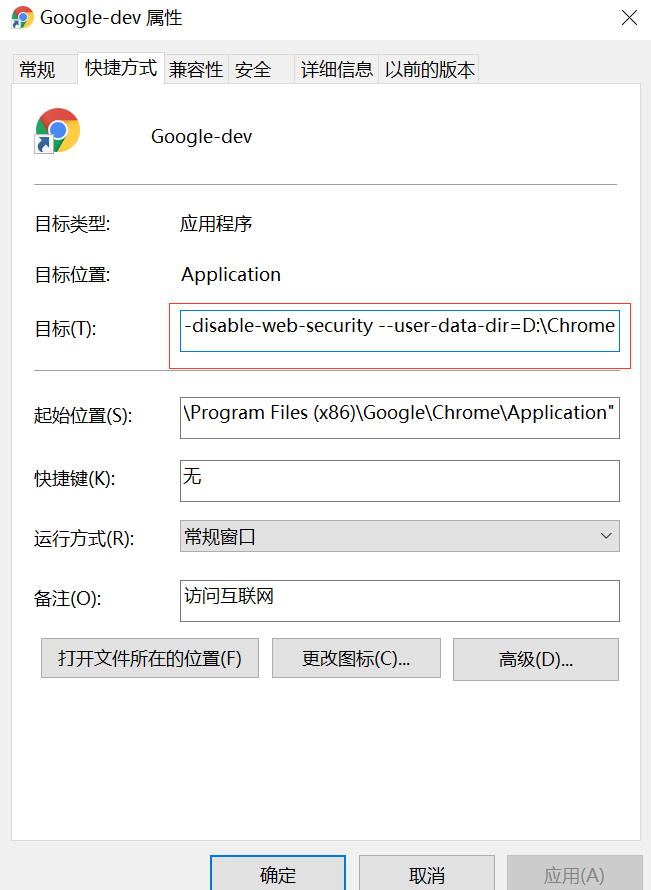 Google-dev 属性
常规 快捷方式 兼容性 安全 详细信息 以前的版本
Google-dev
目标类型: 应用程序
目标位置: Application
目标(T): -disable-web-security --user-data-dir=D:\Chrome
起始位置(S): \Program Files (x86)\Google\Chrome\Application"
快捷键(K): 无
运行方式(R): 常规窗口
备注(O): 访问互联网
打开文件所在的位置(F) 更改图标(C)... 高级(D)...
确定 取消 应用(A)